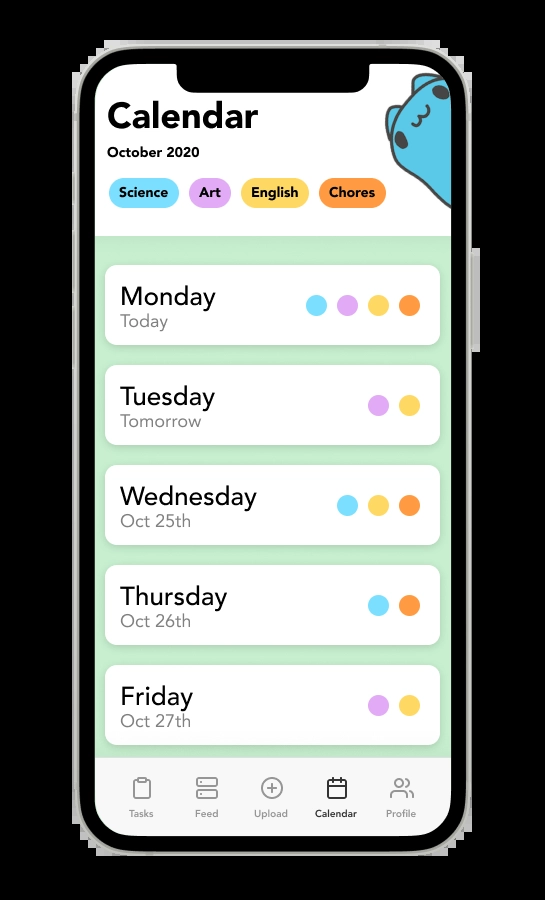 Calendar
October 2020
Science Art English Chores
Monday
Today
Tuesday
Tomorrow
Wednesday
Oct 25th
Thursday
Oct 26th
Friday
Oct 27th
Tasks Feed Upload Calendar Profile